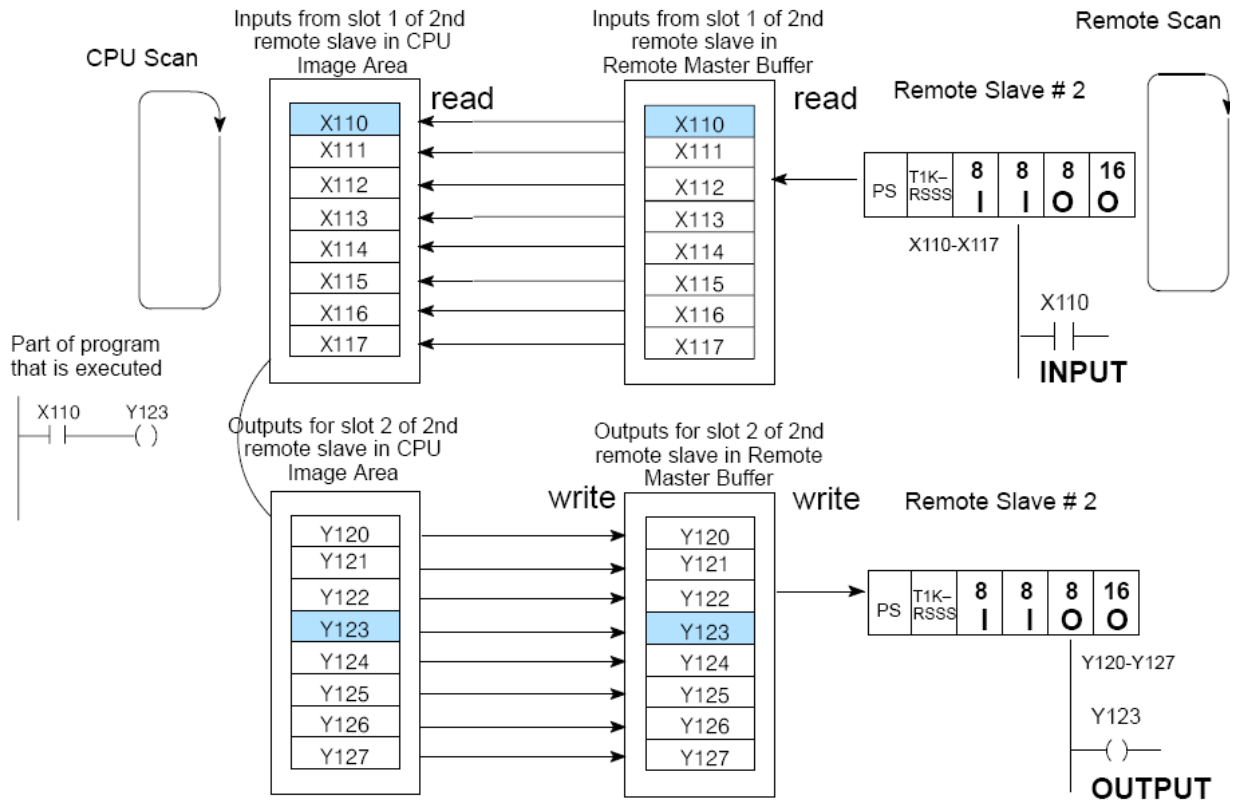 Inputs from slot 1 of 2nd
remote slave in CPU
Image Area
Inputs from slot 1 of 2nd
remote slave in
Remote Master Buffer
Remote Scan
CPU Scan
read
read
Remote Slave # 2
X110
X111
X112
X113
X114
X115
X116
X117
X110
X111
X112
X113
X114
X115
X116
X117
PS
T1K–
RSSS
8
I
8
I
8
O
16
O
X110-X117
X110
INPUT
Part of program
that is executed
X110
Y123
Outputs for slot 2 of 2nd
remote slave in CPU
Image Area
Outputs for slot 2 of 2nd
remote slave in Remote
Master Buffer
write
write
Remote Slave # 2
Y120
Y121
Y122
Y123
Y124
Y125
Y126
Y127
Y120
Y121
Y122
Y123
Y124
Y125
Y126
Y127
PS
T1K–
RSSS
8
I
8
I
8
O
16
O
Y120-Y127
Y123
OUTPUT